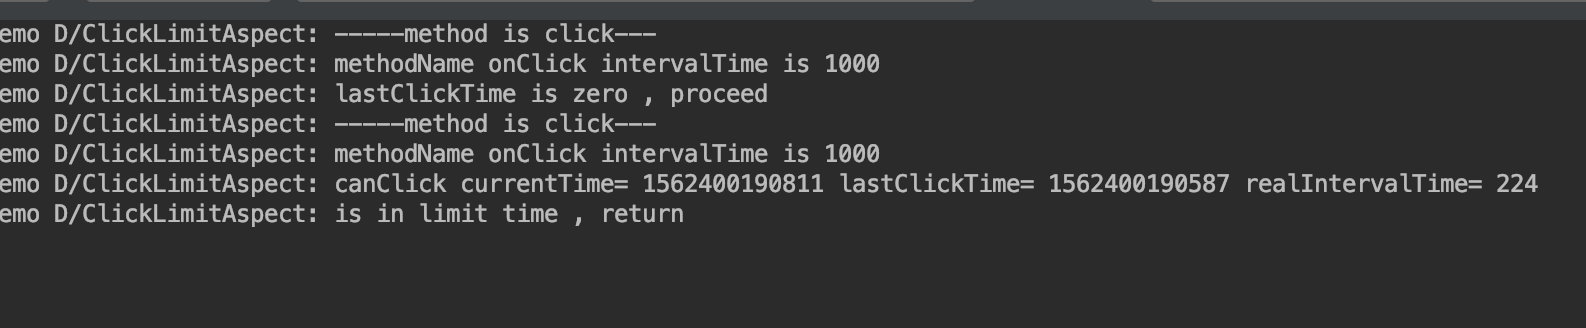 emo D/ClickLimitAspect: -----method is click---
emo D/ClickLimitAspect: methodName onClick intervalTime is 1000
emo D/ClickLimitAspect: lastClickTime is zero , proceed
emo D/ClickLimitAspect: -----method is click---
emo D/ClickLimitAspect: methodName onClick intervalTime is 1000
emo D/ClickLimitAspect: canClick currentTime= 1562400190811 lastClickTime= 1562400190587 realIntervalTime= 224
emo D/ClickLimitAspect: is in limit time , return